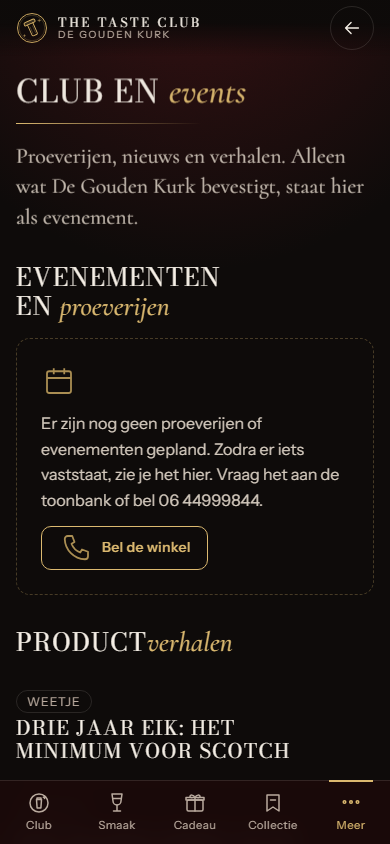 THE TASTE CLUB
DE GOUDEN KURK
CLUB EN events
Proeverijen, nieuws en verhalen. Alleen
wat De Gouden Kurk bevestigt, staat hier
als evenement.
EVENEMENTEN
EN proeverijen
Er zijn nog geen proeverijen of
evenementen gepland. Zodra er iets
vaststaat, zie je het hier. Vraag het aan de
toonbank of bel 06 44999844.
Bel de winkel
PRODUCTverhalen
WEETJE
DRIE JAAR EIK: HET
MINIMUM VOOR SCOTCH
Club
Smaak
Cadeau
Collectie
Meer